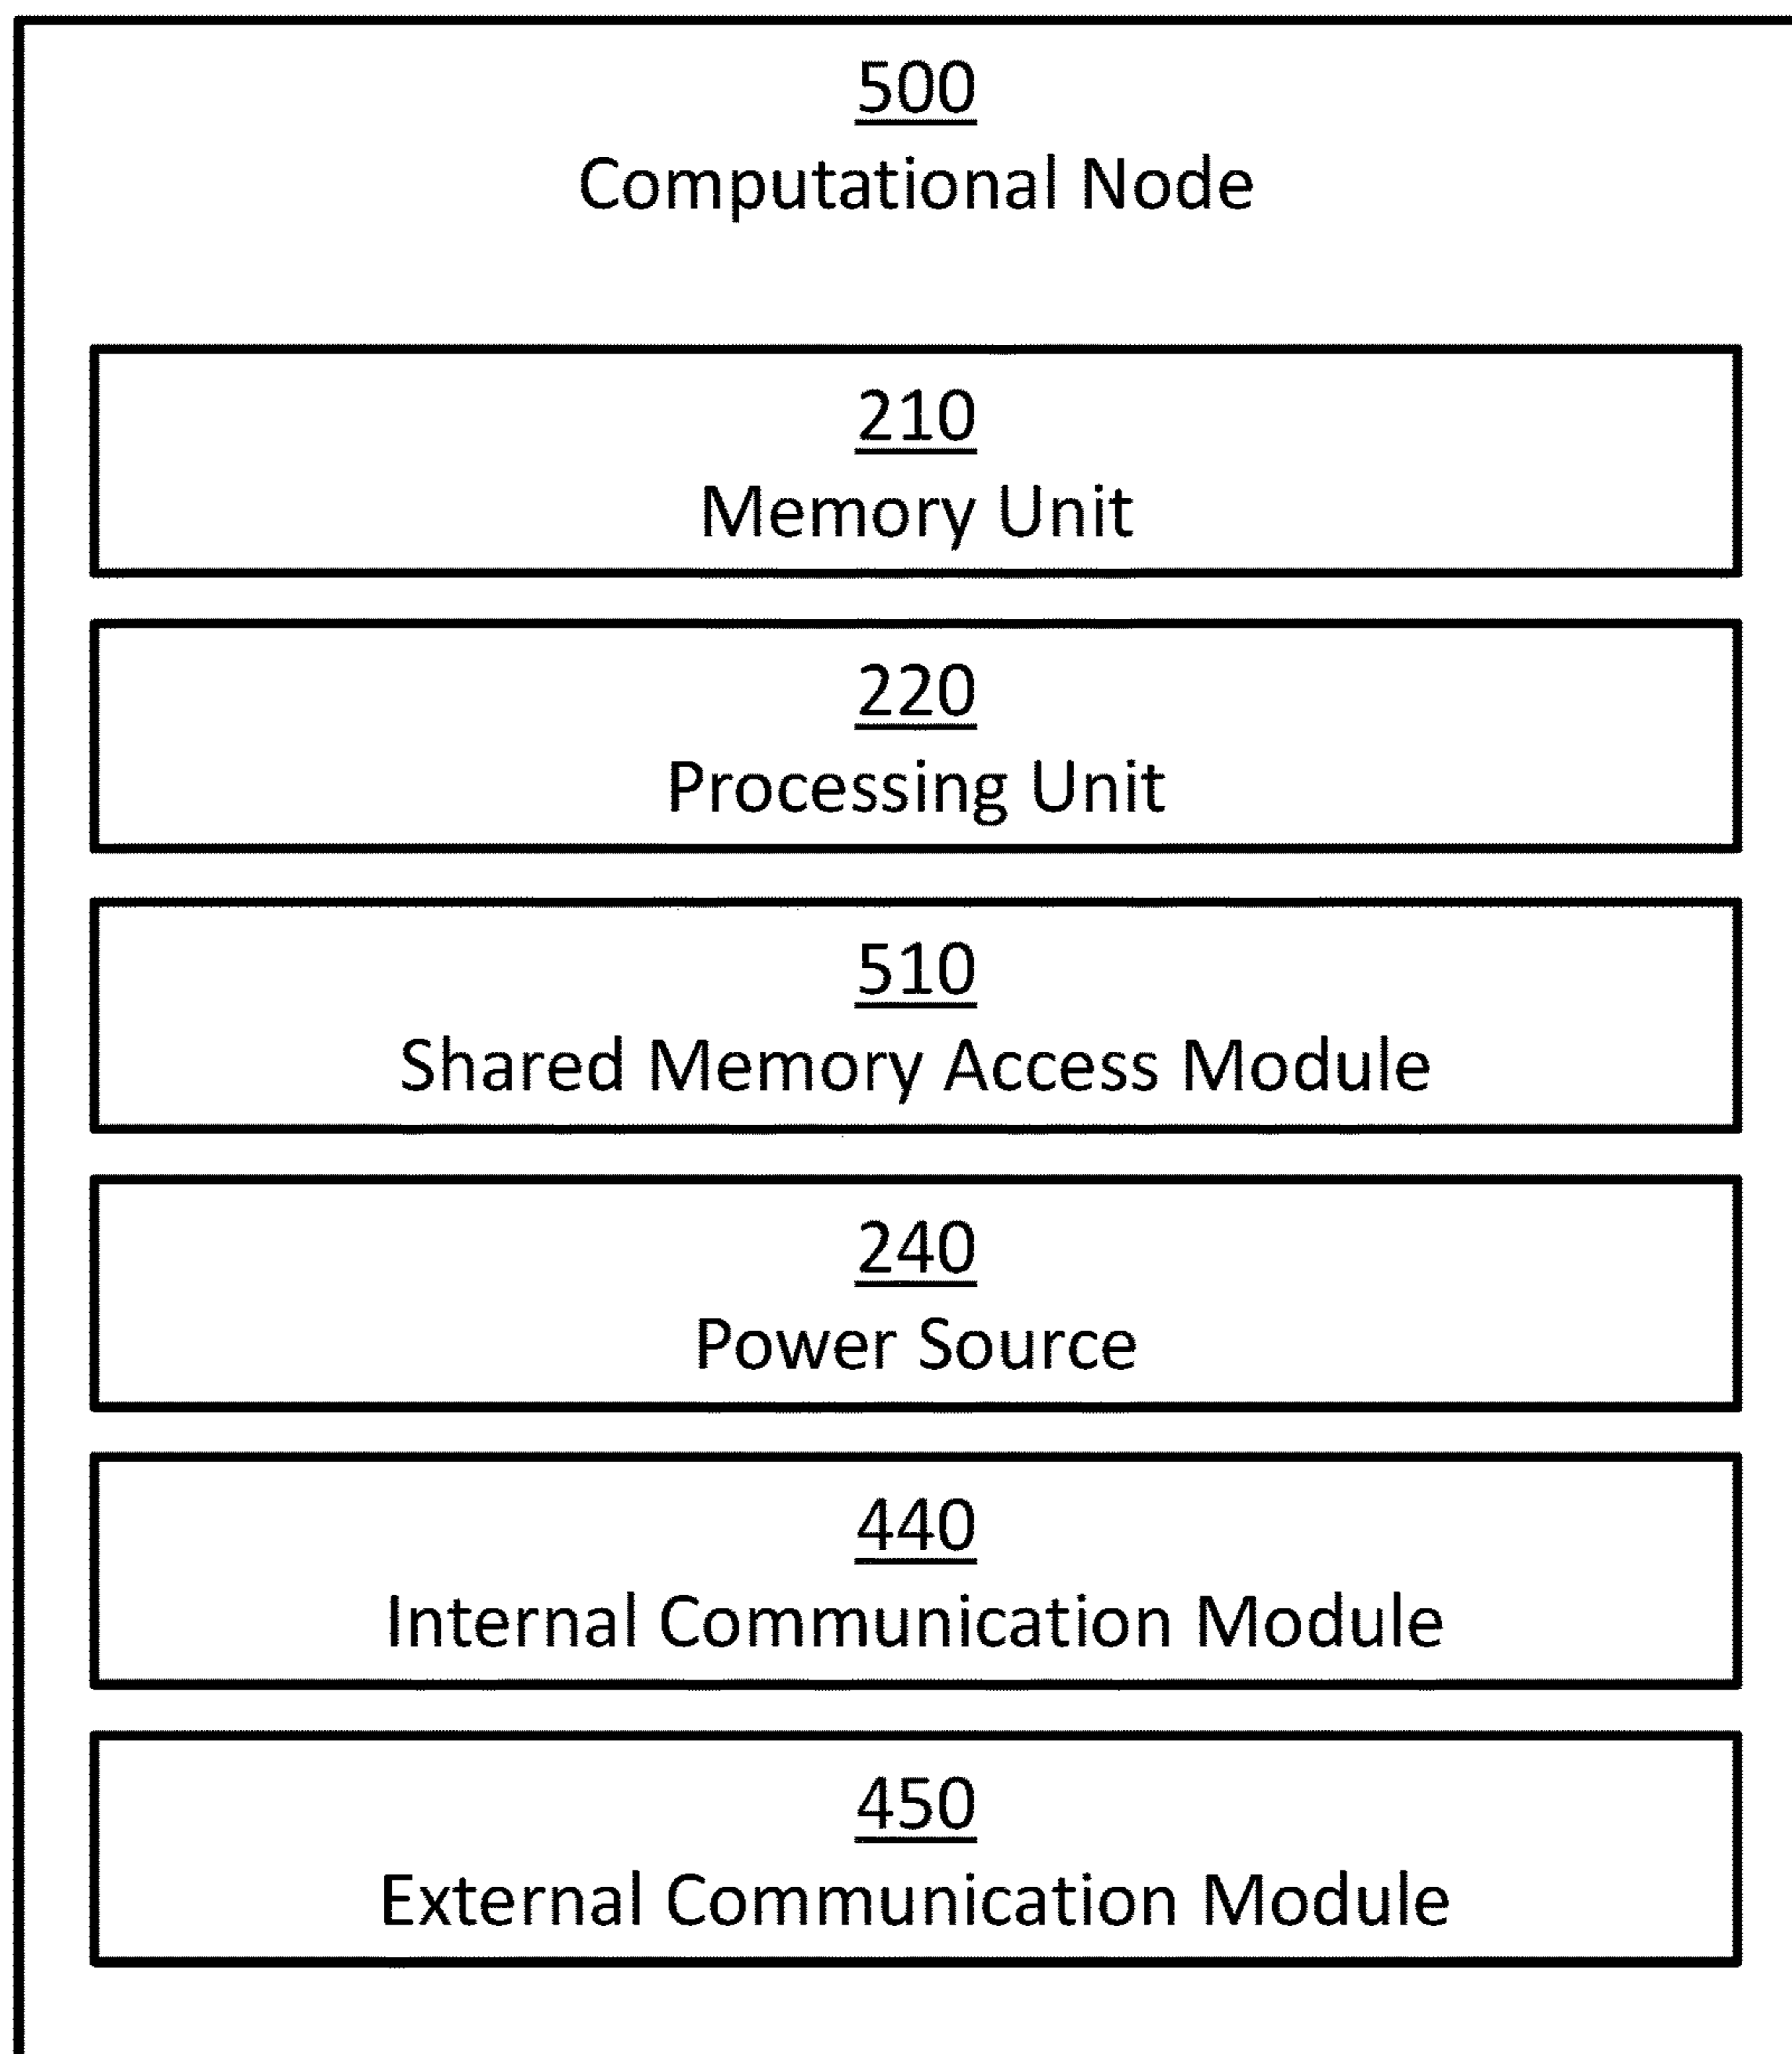 500
Computational Node
210
Memory Unit
220
Processing Unit
510
Shared Memory Access Module
240
Power Source
440
Internal Communication Module
450
External Communication Module